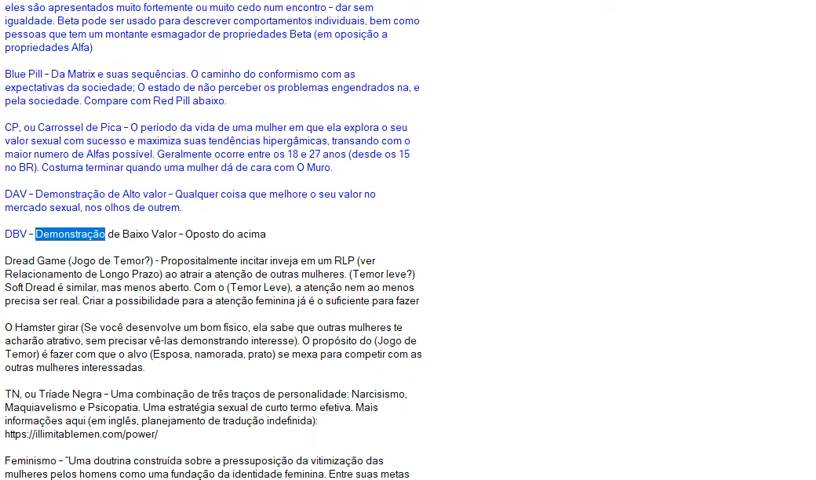 eles são apresentados muito fortemente ou muito cedo num encontro – dar sem
igualdade. Beta pode ser usado para descrever comportamentos individuais, bem como
pessoas que tem um montante esmagador de propriedades Beta (em oposição a
propriedades Alfa)
Blue Pill – Da Matrix e suas sequências. O caminho do conformismo com as
expectativas da sociedade; O estado de não perceber os problemas engendrados na, e
pela sociedade. Compare com Red Pill abaixo.
CP, ou Carrossel de Pica – O período da vida de uma mulher em que ela explora o seu
valor sexual com sucesso e maximiza suas tendências hipergâmicas, transando com o
maior numero de Alfas possível. Geralmente ocorre entre os 18 e 27 anos (desde os 15
no BR). Costuma terminar quando uma mulher dá de cara com O Muro.
DAV – Demonstração de Alto valor – Qualquer coisa que melhore o seu valor no
mercado sexual, nos olhos de outrem.
DBV – Demonstração de Baixo Valor – Oposto do acima
Dread Game (Jogo de Temor?) - Propositalmente incitar inveja em um RLP (ver
Relacionamento de Longo Prazo) ao atrair a atenção de outras mulheres. (Temor leve?)
Soft Dread é similar, mas menos aberto. Com o (Temor Leve), a atenção nem ao menos
precisa ser real. Criar a possibilidade para a atenção feminina já é o suficiente para fazer
O Hamster girar (Se você desenvolve um bom físico, ela sabe que outras mulheres te
acharão atrativo, sem precisar vê-las demonstrando interesse). O propósito do (Jogo de
Temor) é fazer com que o alvo (Esposa, namorada, prato) se mexa para competir com as
outras mulheres interessadas.
TN, ou Tríade Negra – Uma combinação de três traços de personalidade: Narcisismo,
Maquiavelismo e Psicopatia. Uma estratégia sexual de curto termo efetiva. Mais
informações aqui (em inglês, planejamento de tradução indefinida):
https://illimitablemen.com/power/
Feminismo – “Uma doutrina construída sobre a pressuposição da vitimização das
mulheres pelos homens como uma fundação da identidade feminina. Entre suas metas